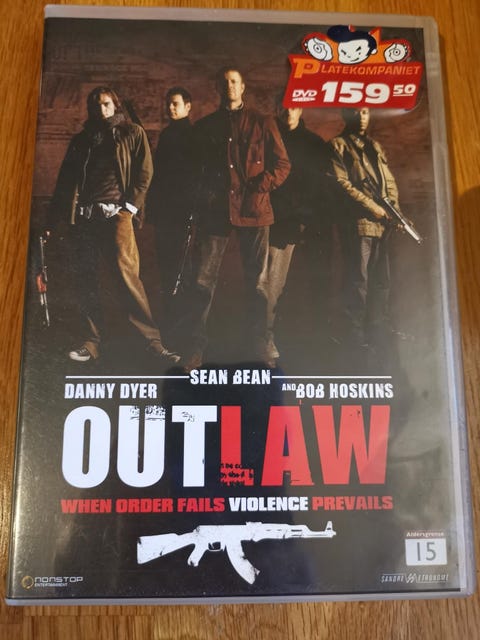 PLATEKOMPANIET
DVD 159 50
SEAN BEAN
DANNY DYER AND BOB HOSKINS
OUTLAW
WHEN ORDER FAILS VIOLENCE PREVAILS
Aldersgrense
15
NONSTOP
ENTERTAINMENT
SANDREW METRONOME